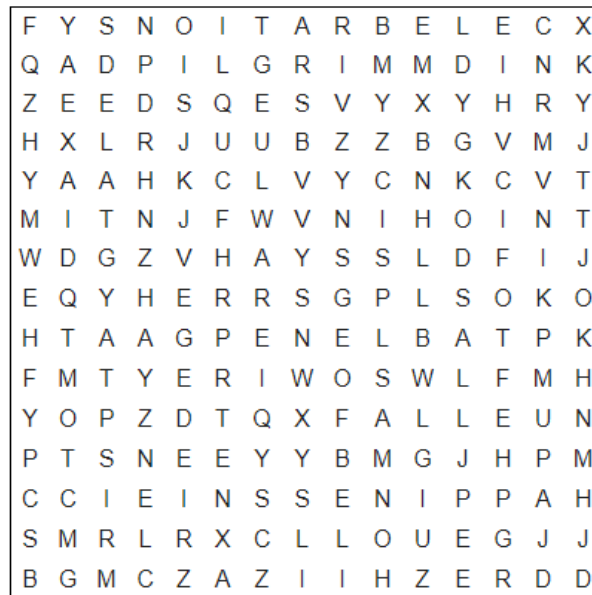 F Y S N O I T A R B E L E C X
Q A D P I L G R I M M D I N K
Z E E D S Q E S V Y X Y H R Y
H X L R J U U B Z Z B G V M J
Y A A H K C L V Y C N K C V T
M I T N J F W V N I H O I N T
W D G Z V H A Y S S L D F I J
E Q Y H E R R S G P L S O K O
H T A A G P E N E L B A T P K
F M T Y E R I W O S W L F M H
Y O P Z D T Q X F A L L E U N
P T S N E E Y Y B M G J H P M
C C I E I N S S E N I P P A H
S M R L R X C L L O U E G J J
B G M C Z A Z I I H Z E R D D